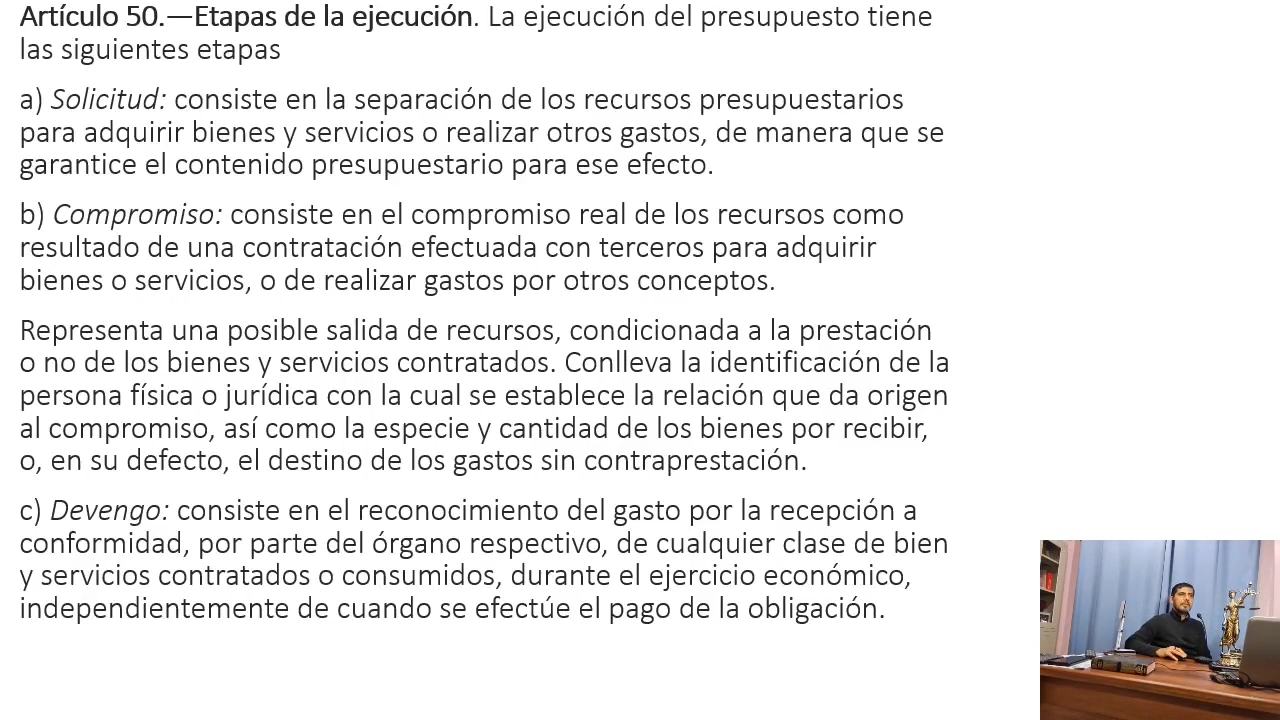 Artículo 50.—Etapas de la ejecución. La ejecución del presupuesto tiene
las siguientes etapas
a) Solicitud: consiste en la separación de los recursos presupuestarios
para adquirir bienes y servicios o realizar otros gastos, de manera que se
garantice el contenido presupuestario para ese efecto.
b) Compromiso: consiste en el compromiso real de los recursos como
resultado de una contratación efectuada con terceros para adquirir
bienes o servicios, o de realizar gastos por otros conceptos.
Representa una posible salida de recursos, condicionada a la prestación
o no de los bienes y servicios contratados. Conlleva la identificación de la
persona física o jurídica con la cual se establece la relación que da origen
al compromiso, así como la especie y cantidad de los bienes por recibir,
o, en su defecto, el destino de los gastos sin contraprestación.
c) Devengo: consiste en el reconocimiento del gasto por la recepción a
conformidad, por parte del órgano respectivo, de cualquier clase de bien
y servicios contratados o consumidos, durante el ejercicio económico,
independientemente de cuando se efectúe el pago de la obligación.